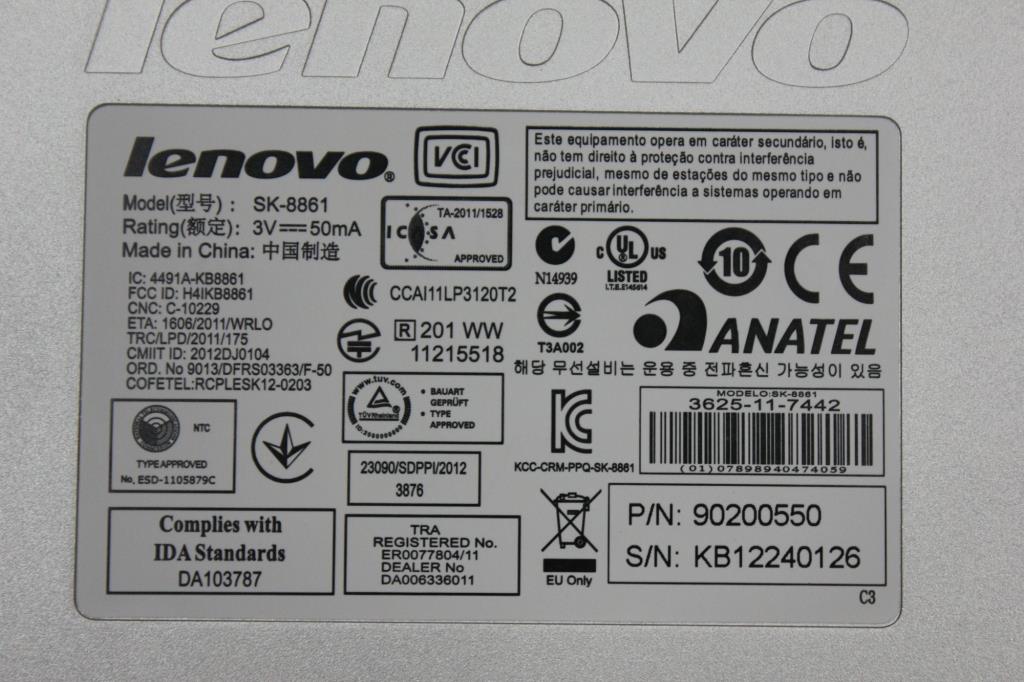 lenovo
lenovo®
VCI
Este equipamento opera em caráter secundário, isto é,
não tem direito à proteção contra interferência
prejudicial, mesmo de estações do mesmo tipo e não
pode causar interferência a sistemas operando em
caráter primário.
Model(型号)： SK-8861
Rating(额定)： 3V⎓50mA
Made in China: 中国制造
TA-2011/1528
ICASA
APPROVED
N14939
C UL US
LISTED
I.T.E. E145614
10
CE
IC: 4491A-KB8861
FCC ID: H4IKB8861
CNC: C-10229
ETA: 1606/2011/WRLO
TRC/LPD/2011/175
CMIIT ID: 2012DJ0104
ORD. No 9013/DFRS03363/F-50
COFETEL:RCPLESK12-0203
CCAI11LP3120T2
R 201 WW
11215518
T3A002
ANATEL
해당 무선설비는 운용 중 전파혼신 가능성이 있음
NTC
TYPE APPROVED
No. ESD-1105879C
www.tuv.com
TÜVRheinland
• BAUART
GEPRÜFT
• TYPE
APPROVED
KCC-CRM-PPQ-SK-8861
MODELO:SK-8861
3625-11-7442
(01)07898940474059
23090/SDPPI/2012
3876
Complies with
IDA Standards
DA103787
TRA
REGISTERED No.
ER0077804/11
DEALER No
DA006336011
EU Only
P/N: 90200550
S/N: KB12240126
C3